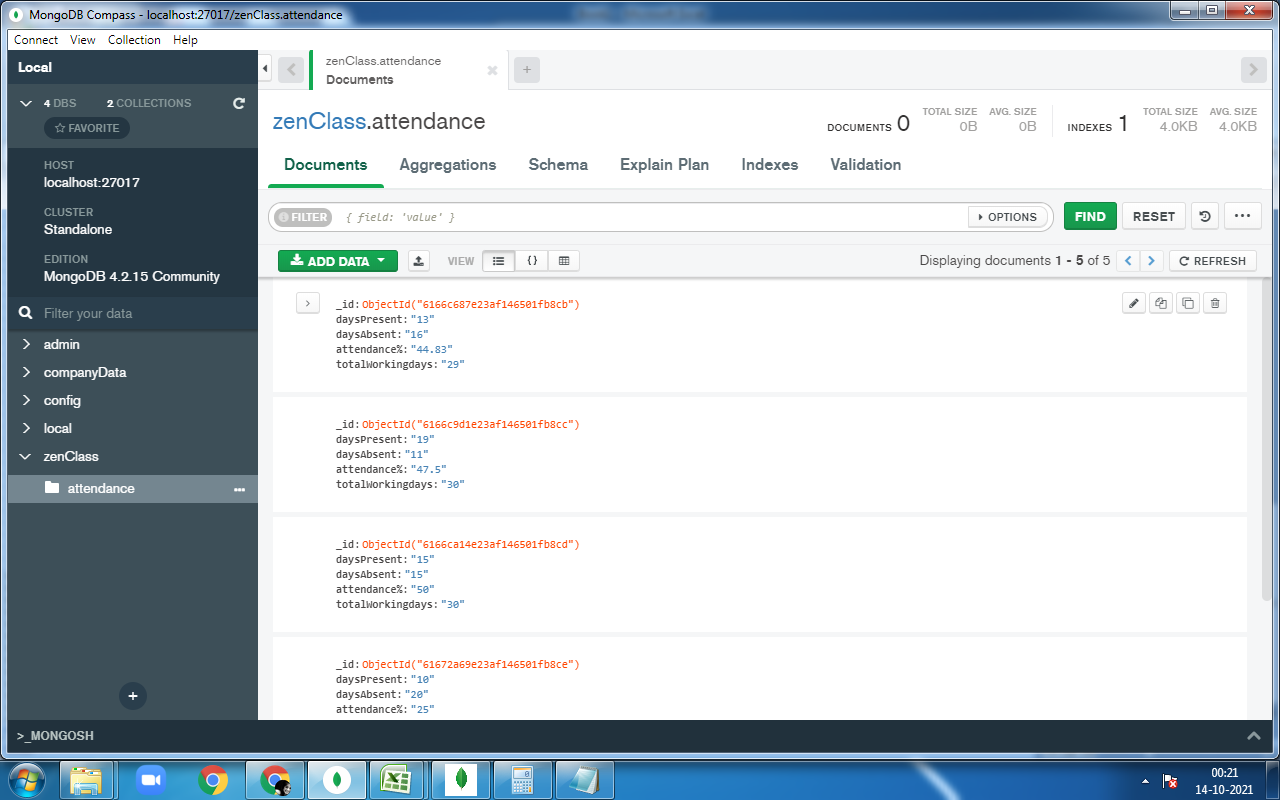 MongoDB Compass - localhost:27017/zenClass.attendance
Connect View Collection Help
Local
4 DBS 2 COLLECTIONS
FAVORITE
HOST
localhost:27017
CLUSTER
Standalone
EDITION
MongoDB 4.2.15 Community
Filter your data
admin
companyData
config
local
zenClass
attendance
zenClass.attendance
Documents
zenClass.attendance
DOCUMENTS 0
TOTAL SIZE
0B
AVG. SIZE
0B
INDEXES 1
TOTAL SIZE
4.0KB
AVG. SIZE
4.0KB
Documents Aggregations Schema Explain Plan Indexes Validation
FILTER { field: 'value' } OPTIONS FIND RESET
ADD DATA VIEW {} Displaying documents 1 - 5 of 5 REFRESH
_id: ObjectId("6166c687e23af146501fb8cb")
daysPresent: "13"
daysAbsent: "16"
attendance%: "44.83"
totalWorkingdays: "29"
_id: ObjectId("6166c9d1e23af146501fb8cc")
daysPresent: "19"
daysAbsent: "11"
attendance%: "47.5"
totalWorkingdays: "30"
_id: ObjectId("6166ca14e23af146501fb8cd")
daysPresent: "15"
daysAbsent: "15"
attendance%: "50"
totalWorkingdays: "30"
_id: ObjectId("61672a69e23af146501fb8ce")
daysPresent: "10"
daysAbsent: "20"
attendance%: "25"
>_MONGOSH
00:21
14-10-2021